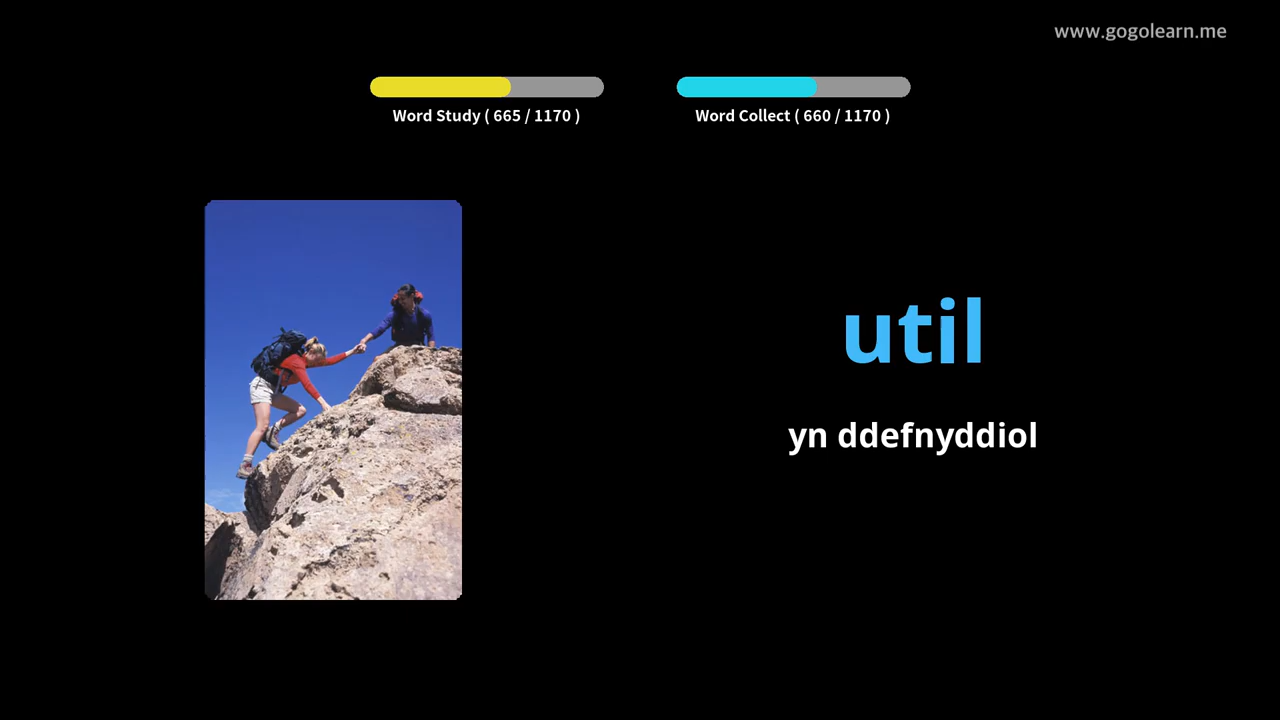 www.gogolearn.me
Word Study ( 665 / 1170 )
Word Collect ( 660 / 1170 )
util
yn ddefnyddiol